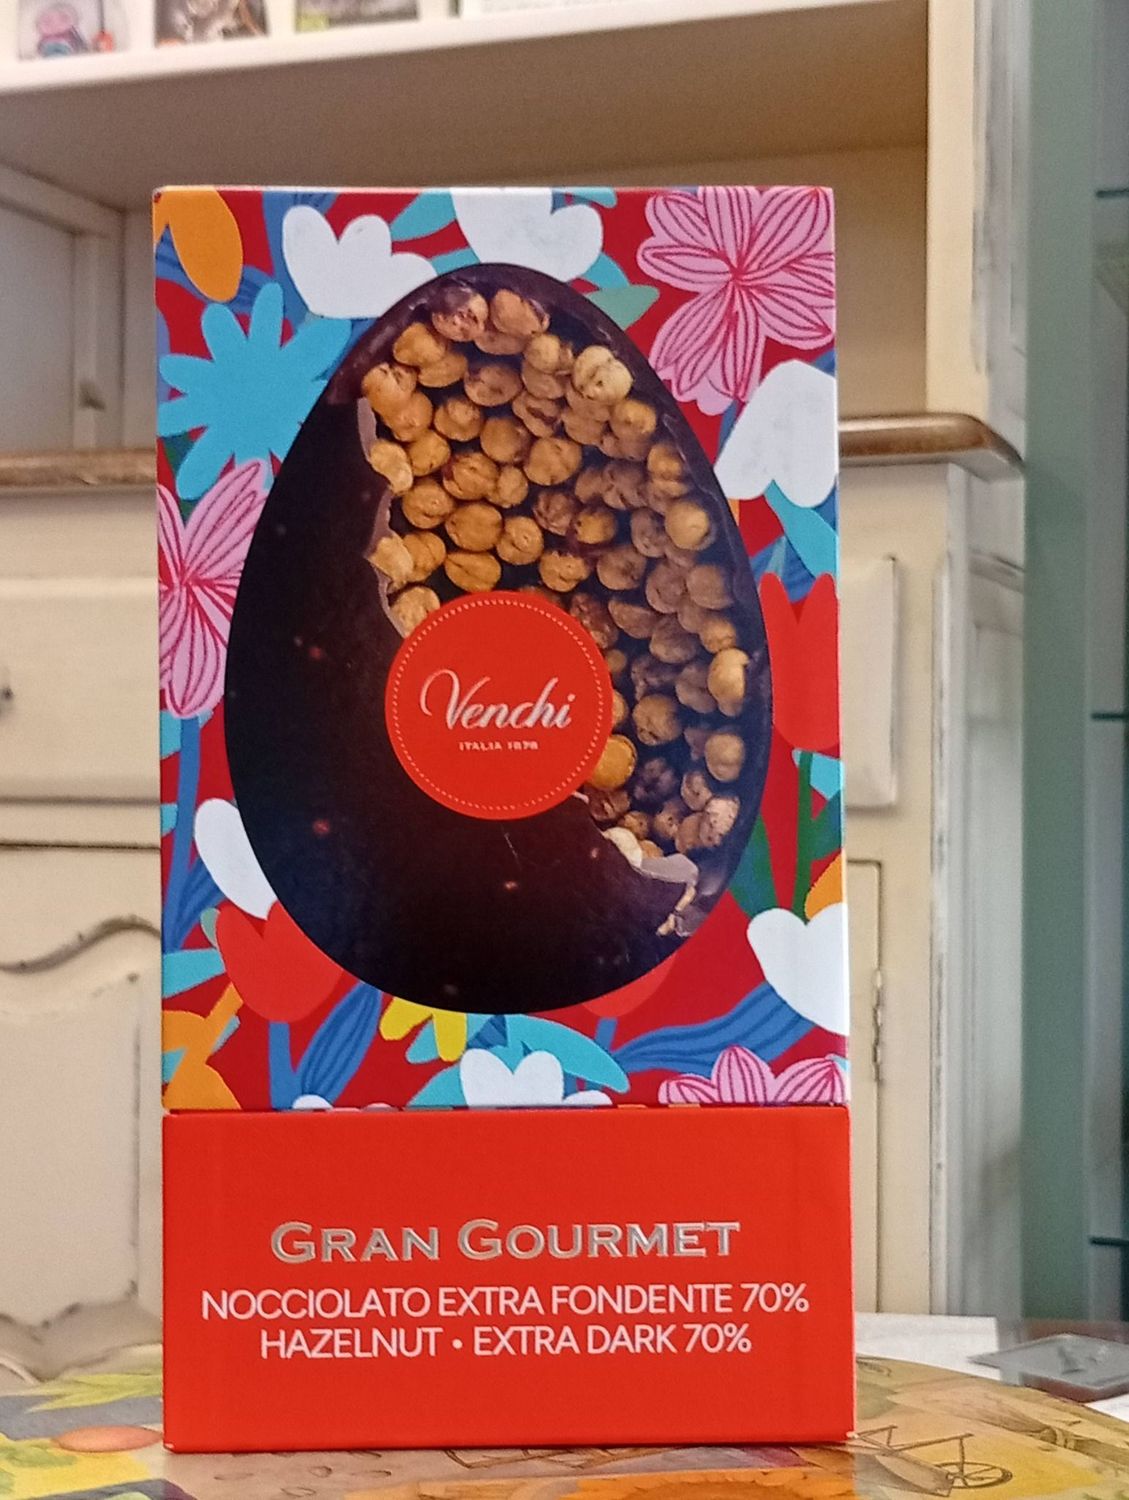 Venchi
ITALIA 1878
GRAN GOURMET
NOCCIOLATO EXTRA FONDENTE 70%
HAZELNUT • EXTRA DARK 70%